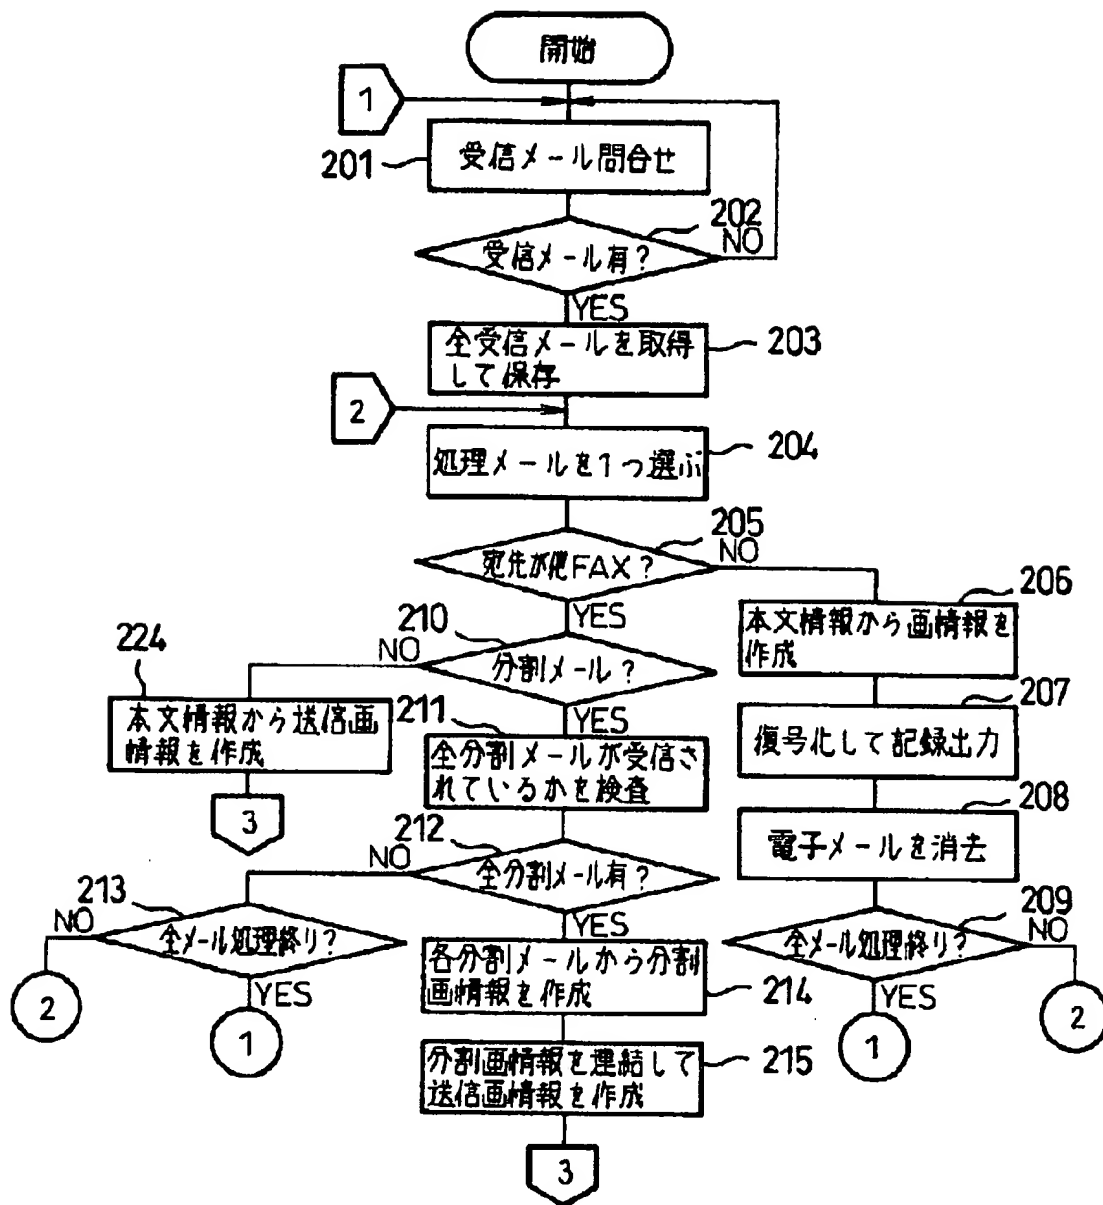 開始
1
201
受信メール問合せ
202
受信メール有?
NO
YES
全受信メールを取得
して保存
203
2
処理メールを1つ選ぶ
204
205
宛先が他FAX?
NO
YES
206
本文情報から画情報を
作成
210
分割メール?
NO
YES
224
本文情報から送信画
情報を作成
3
207
復号化して記録出力
211
全分割メールが受信さ
れているかを検査
208
電子メールを消去
212
全分割メール有?
NO
YES
213
全メール処理終り?
NO
YES
2
1
209
全メール処理終り?
NO
YES
2
1
各分割メールから分割
画情報を作成
214
分割画情報を連結して
送信画情報を作成
215
3